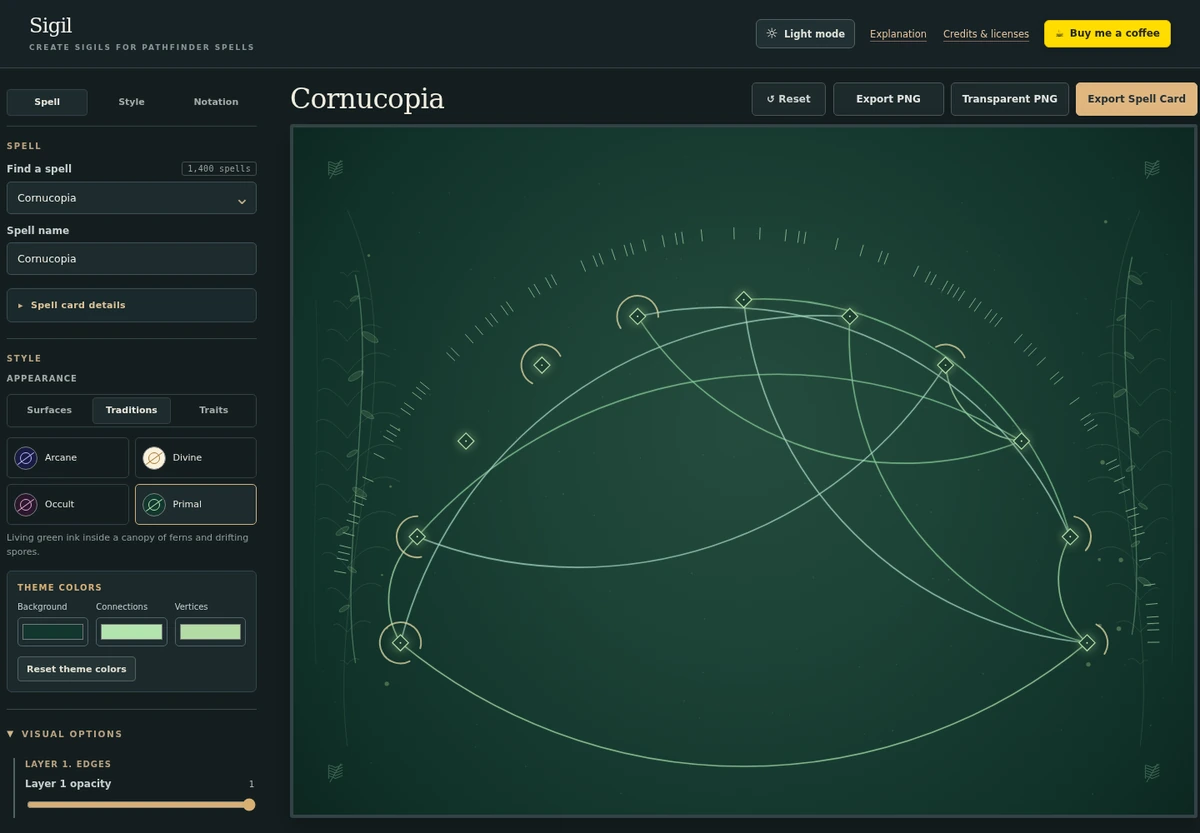 Sigil
CREATE SIGILS FOR PATHFINDER SPELLS
Light mode
Explanation
Credits & licenses
Buy me a coffee
Spell
Style
Notation
Cornucopia
↺ Reset
Export PNG
Transparent PNG
Export Spell Card
SPELL
Find a spell
1,400 spells
Cornucopia
Spell name
Cornucopia
▸ Spell card details
STYLE
APPEARANCE
Surfaces
Traditions
Traits
Arcane
Divine
Occult
Primal
Living green ink inside a canopy of ferns and drifting
spores.
THEME COLORS
Background
Connections
Vertices
Reset theme colors
▼ VISUAL OPTIONS
LAYER 1. EDGES
Layer 1 opacity
1